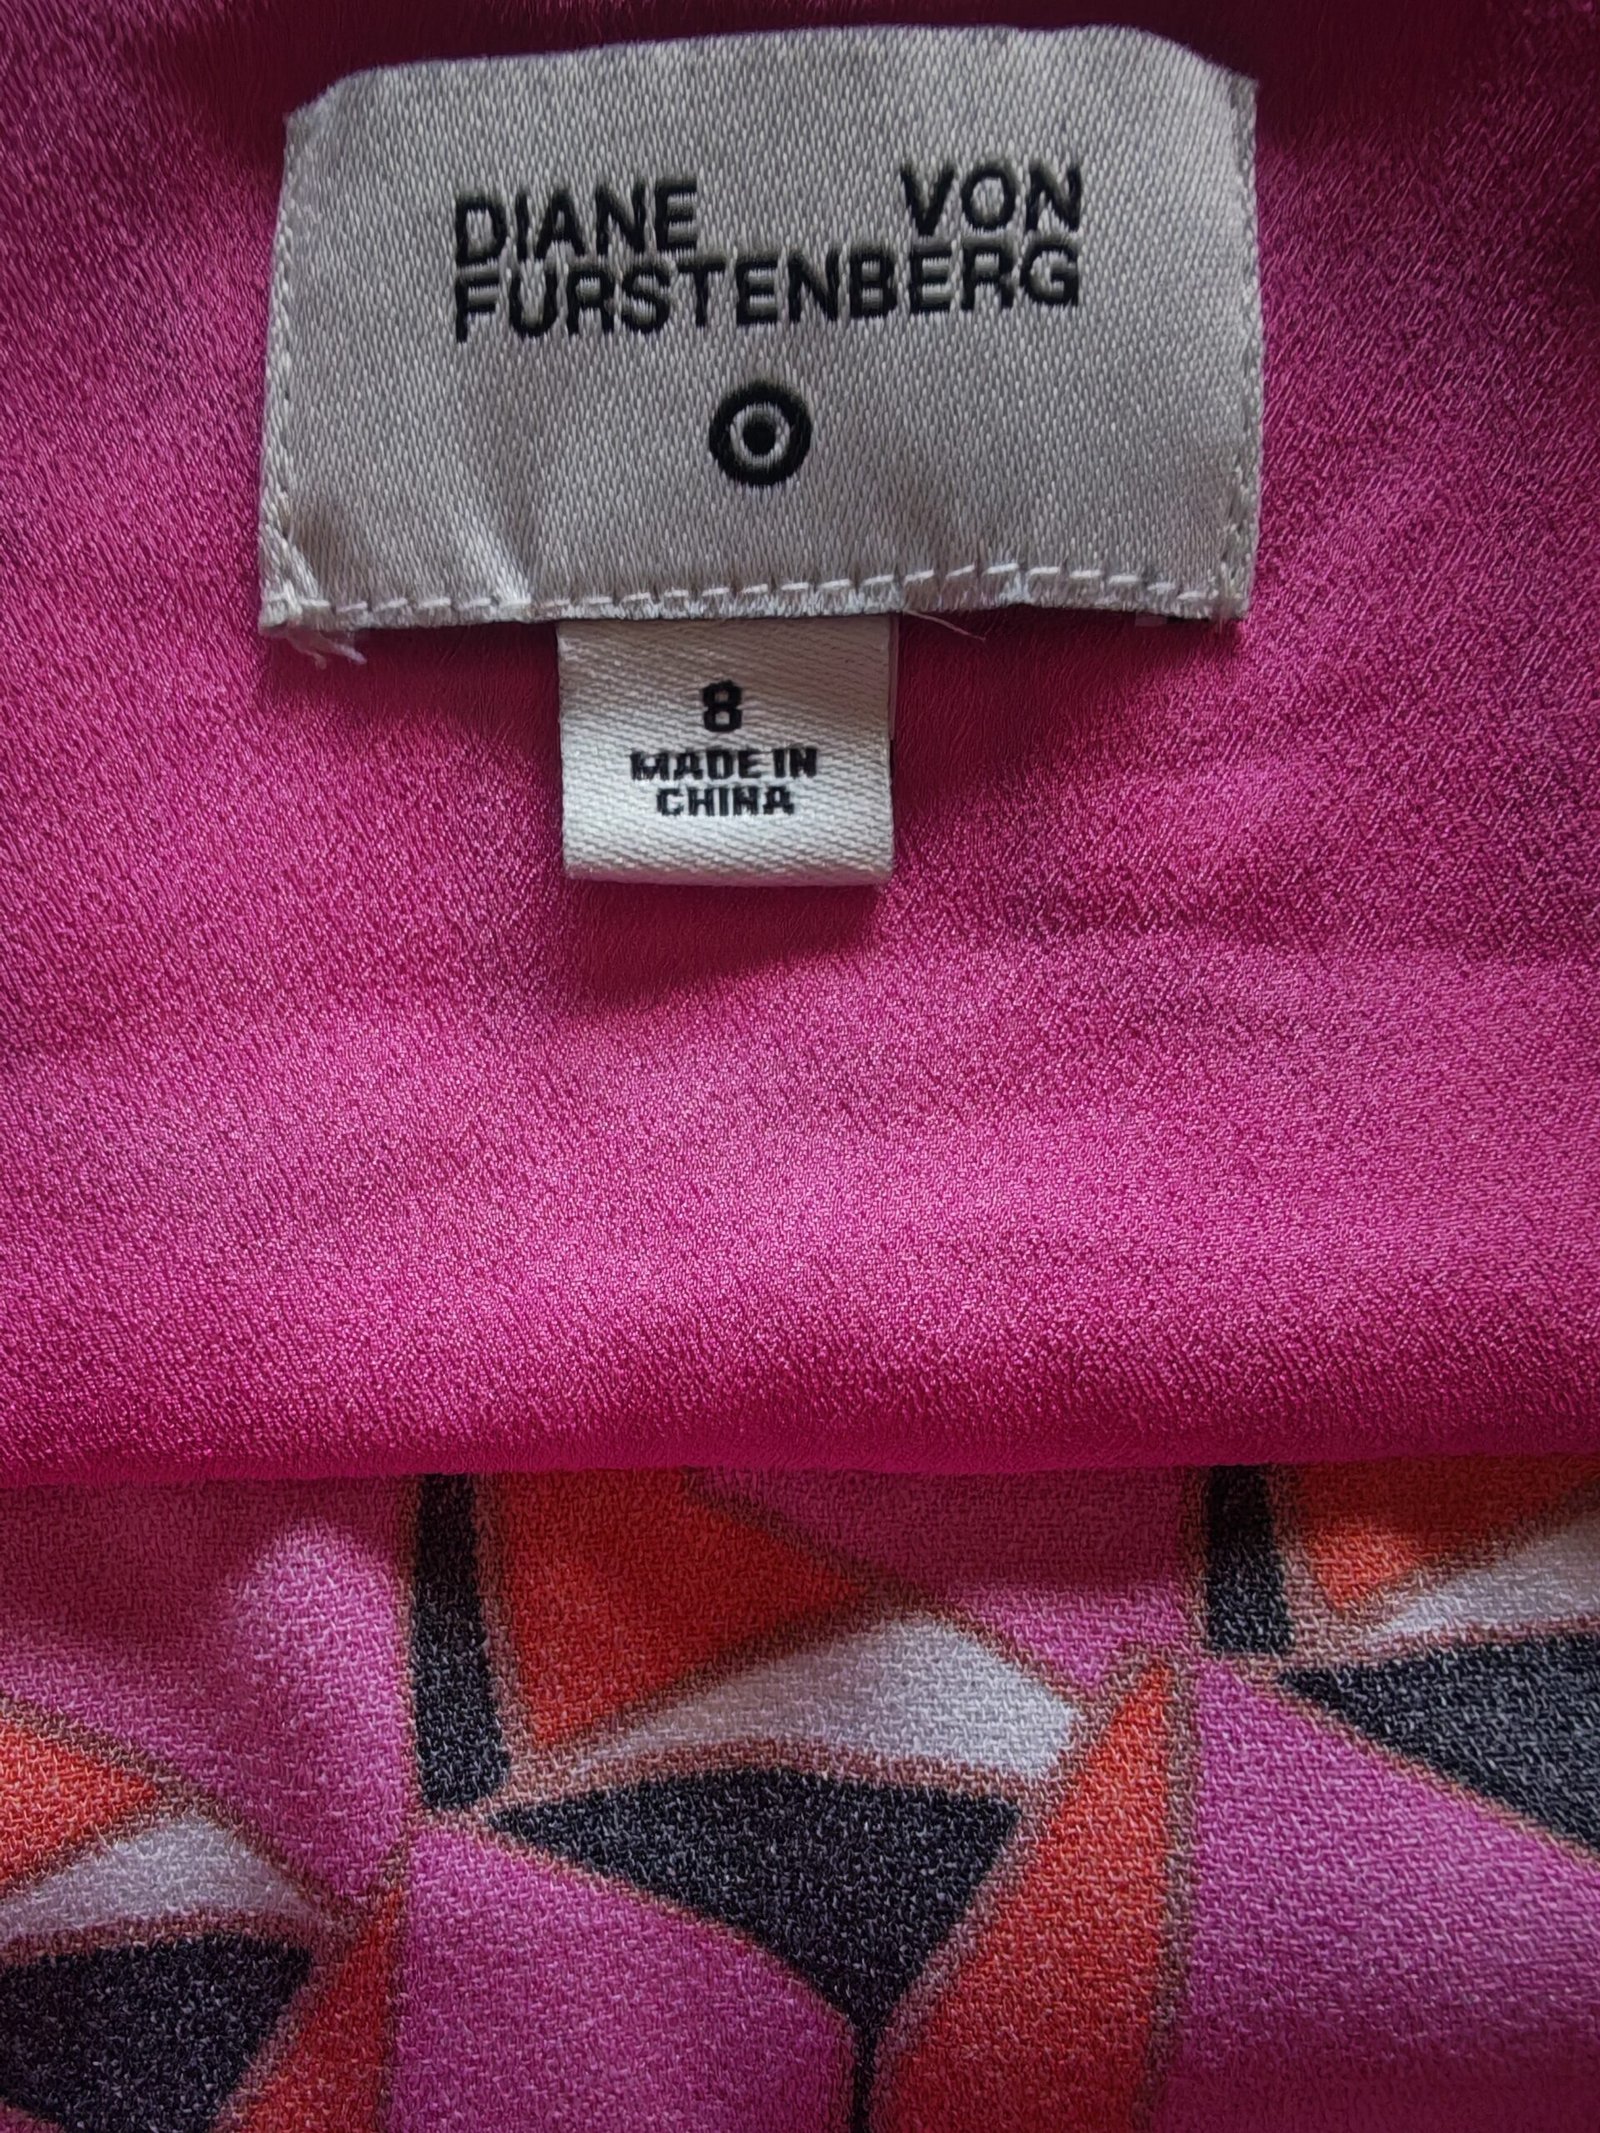 DIANE VON
FURSTENBERG
8
MADE IN
CHINA